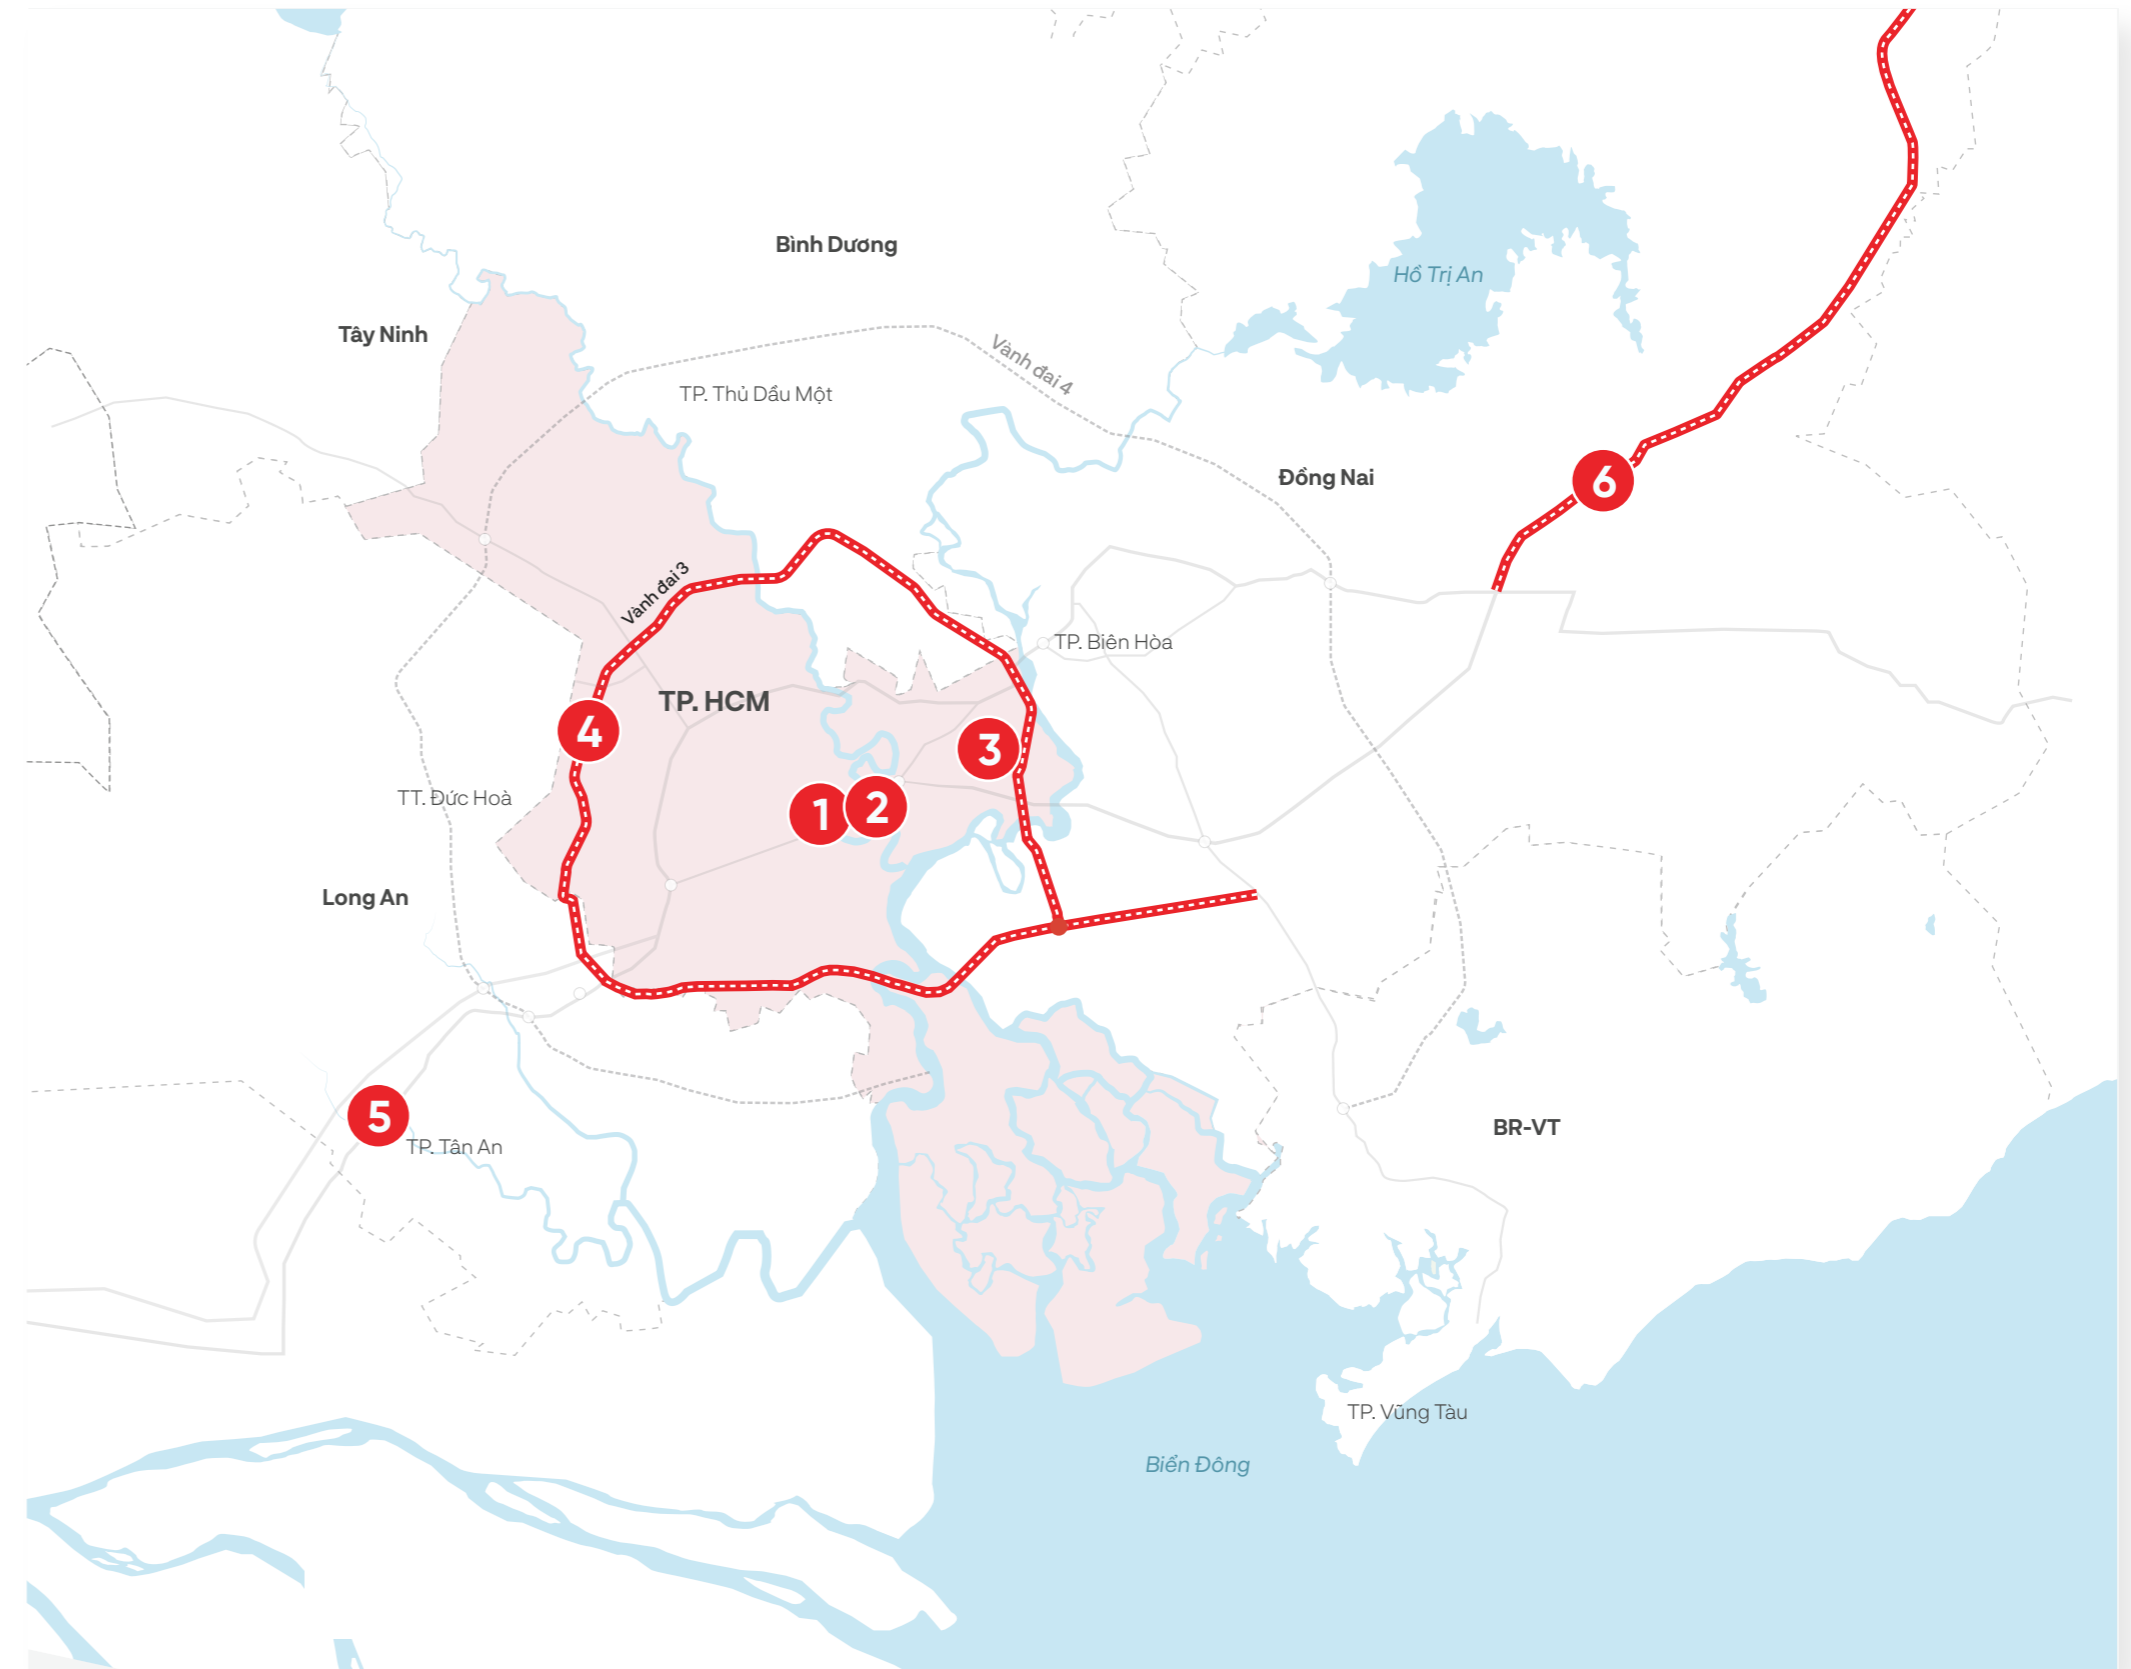 Bình Dương
Hồ Trị An
Tây Ninh
Vành đai 4
TP. Thủ Dầu Một
Đồng Nai
6
Vành đai 3
TP. Biên Hòa
TP. HCM
4
3
TT. Đức Hoà
1
2
Long An
5
TP. Tân An
BR-VT
TP. Vũng Tàu
Biển Đông